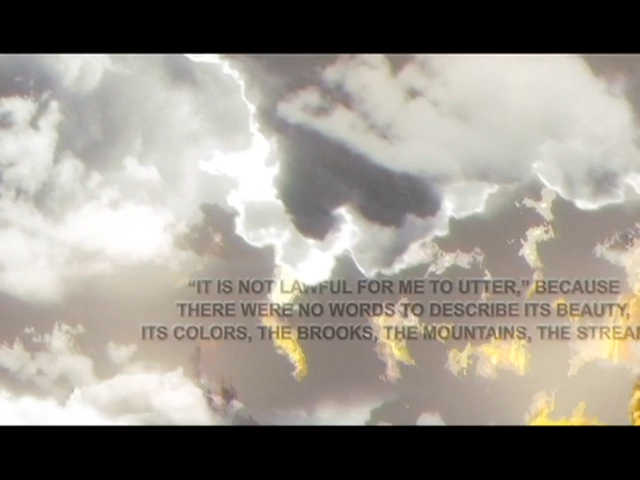 “IT IS NOT LAWFUL FOR ME TO UTTER,” BECAUSE
THERE WERE NO WORDS TO DESCRIBE ITS BEAUTY,
ITS COLORS, THE BROOKS, THE MOUNTAINS, THE STREAM